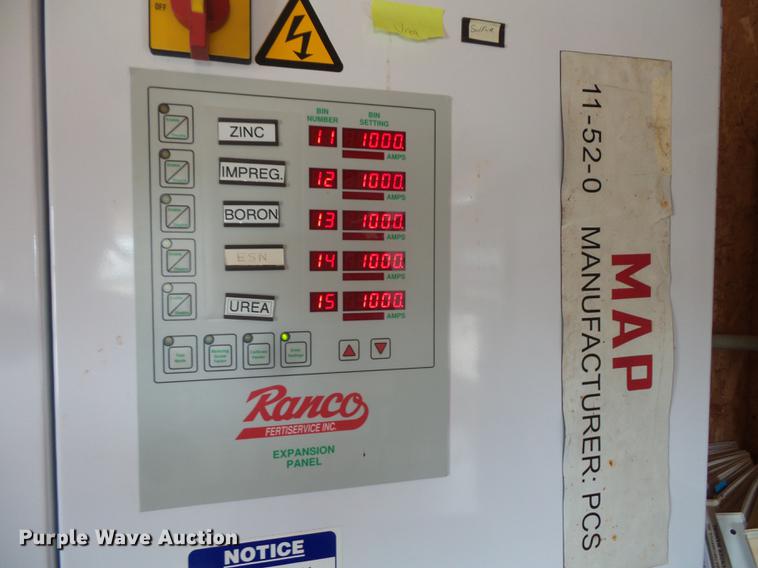 OFF
Urea
Sulfur
BIN NUMBER
BIN SETTING
ZINC 11 1000.
AMPS
IMPREG. 12 1000.
AMPS
BORON 13 1000.
AMPS
ESN 14 1000.
AMPS
UREA 15 1000.
AMPS
Ranco
FERTISERVICE INC.
EXPANSION
PANEL
NOTICE
MAP
11-52-0 MANUFACTURER: PCS
Purple Wave Auction